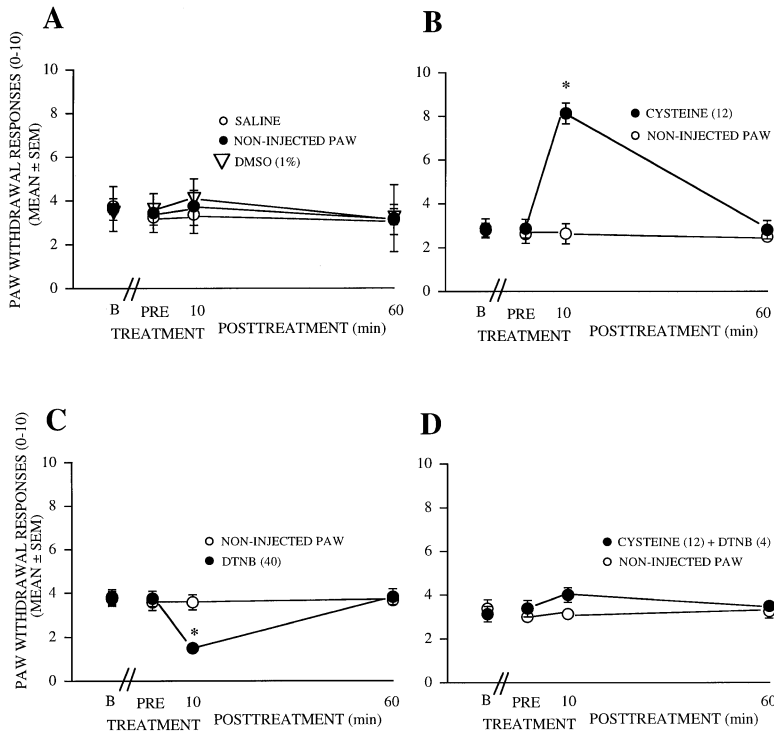 A
PAW WITHDRAWAL RESPONSES (0-10)
(MEAN ± SEM)
10
8
6
4
2
0
SALINE
NON-INJECTED PAW
DMSO (1%)
B PRE 10 60
TREATMENT POSTTREATMENT (min)
B
10
8
6
4
2
0
*
CYSTEINE (12)
NON-INJECTED PAW
B PRE 10 60
TREATMENT POSTTREATMENT (min)
C
PAW WITHDRAWAL RESPONSES (0-10)
(MEAN ± SEM)
10
8
6
4
2
0
NON-INJECTED PAW
DTNB (40)
*
B PRE 10 60
TREATMENT POSTTREATMENT (min)
D
10
8
6
4
2
0
CYSTEINE (12) + DTNB (4)
NON-INJECTED PAW
B PRE 10 60
TREATMENT POSTTREATMENT (min)